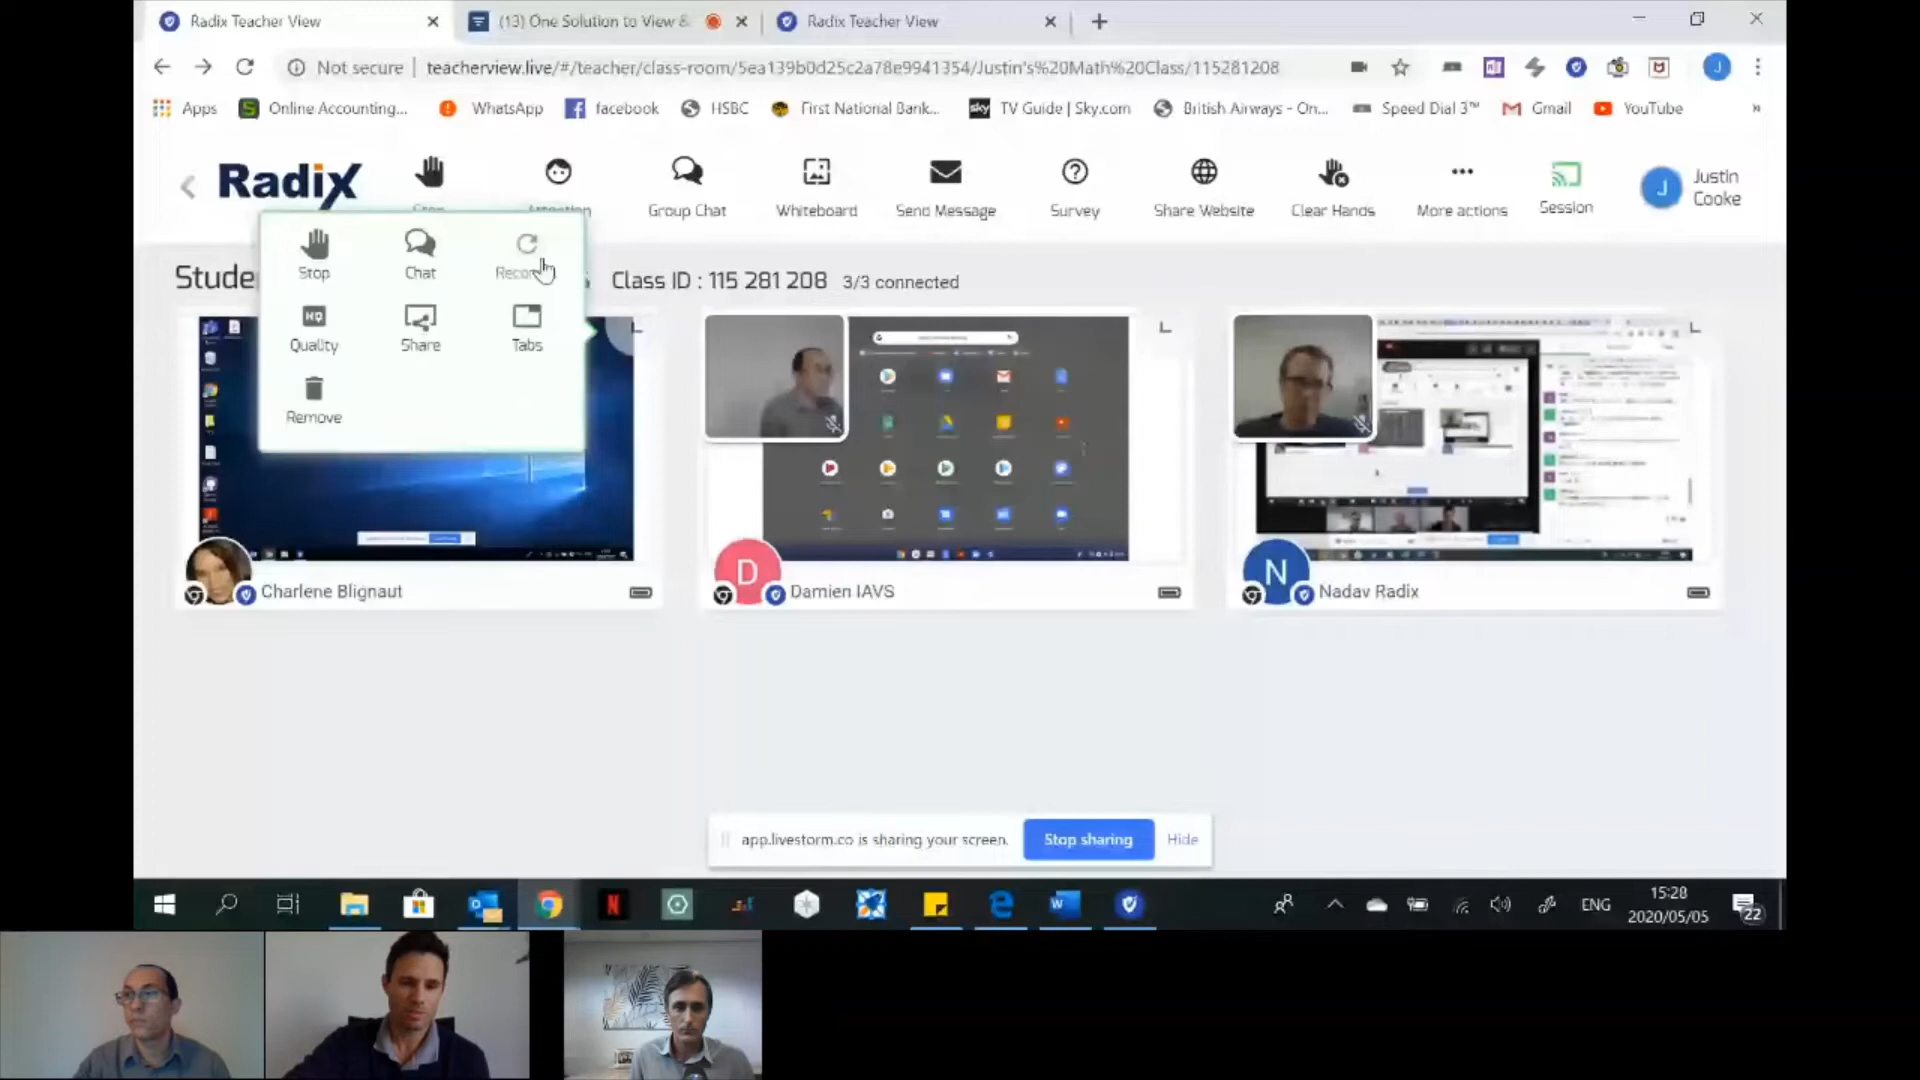 Radix Teacher View
(13) One Solution to View &
Radix Teacher View
Not secure | teacherview.live/#/teacher/class-room/5ea139b0d25c2a78e9941354/Justin's%20Math%20Class/115281208
Apps Online Accounting... WhatsApp facebook HSBC First National Bank... sky TV Guide | Sky.com British Airways - On... Speed Dial 3™ Gmail YouTube »
Radix
Group Chat Whiteboard Send Message Survey Share Website Clear Hands More actions Session
J Justin
Cooke
Stop Chat
HQ
Quality Share Tabs
Remove
Class ID : 115 281 208 3/3 connected
Charlene Blignaut
D Damien IAVS
N Nadav Radix
app.livestorm.co is sharing your screen. Stop sharing Hide
ENG 15:28
2020/05/05
22